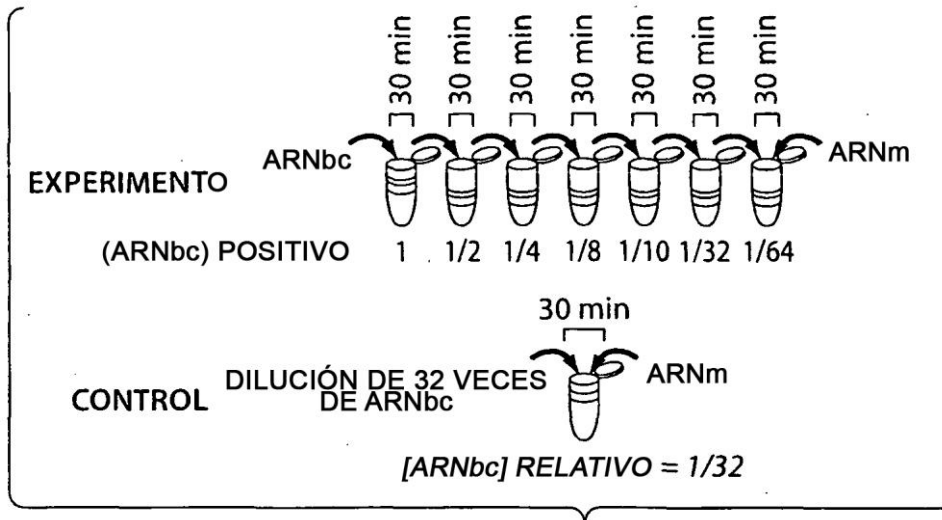 30 min 30 min 30 min 30 min 30 min 30 min 30 min
ARNbc ARNm
EXPERIMENTO
(ARNbc) POSITIVO 1 1/2 1/4 1/8 1/10 1/32 1/64
30 min
DILUCIÓN DE 32 VECES ARNm
CONTROL DE ARNbc
[ARNbc] RELATIVO = 1/32